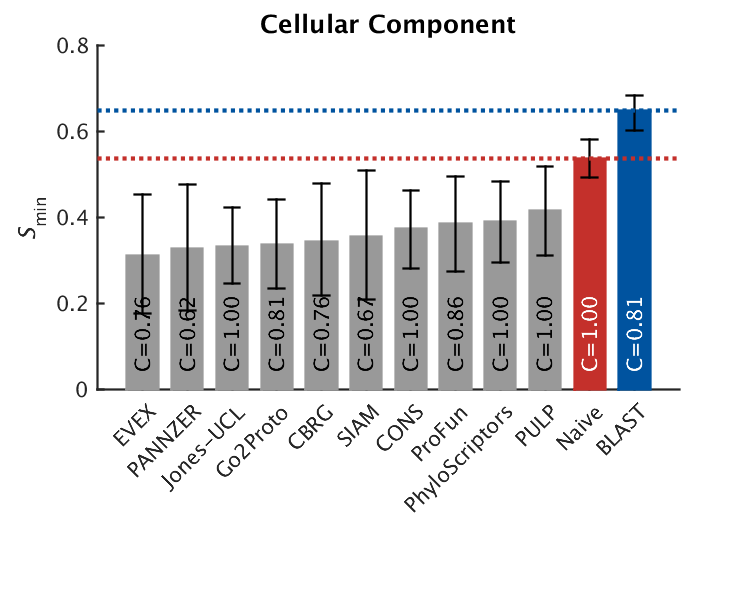 Cellular Component
Smin
0.8
0.6
0.4
0.2
0
C=0.76
C=0.62
C=1.00
C=0.81
C=0.76
C=0.67
C=1.00
C=0.86
C=1.00
C=1.00
C=1.00
C=0.81
EVEX
PANNZER
Jones-UCL
Go2Proto
CBRG
SIAM
CONS
ProFun
PhyloScriptors
PULP
Naive
BLAST